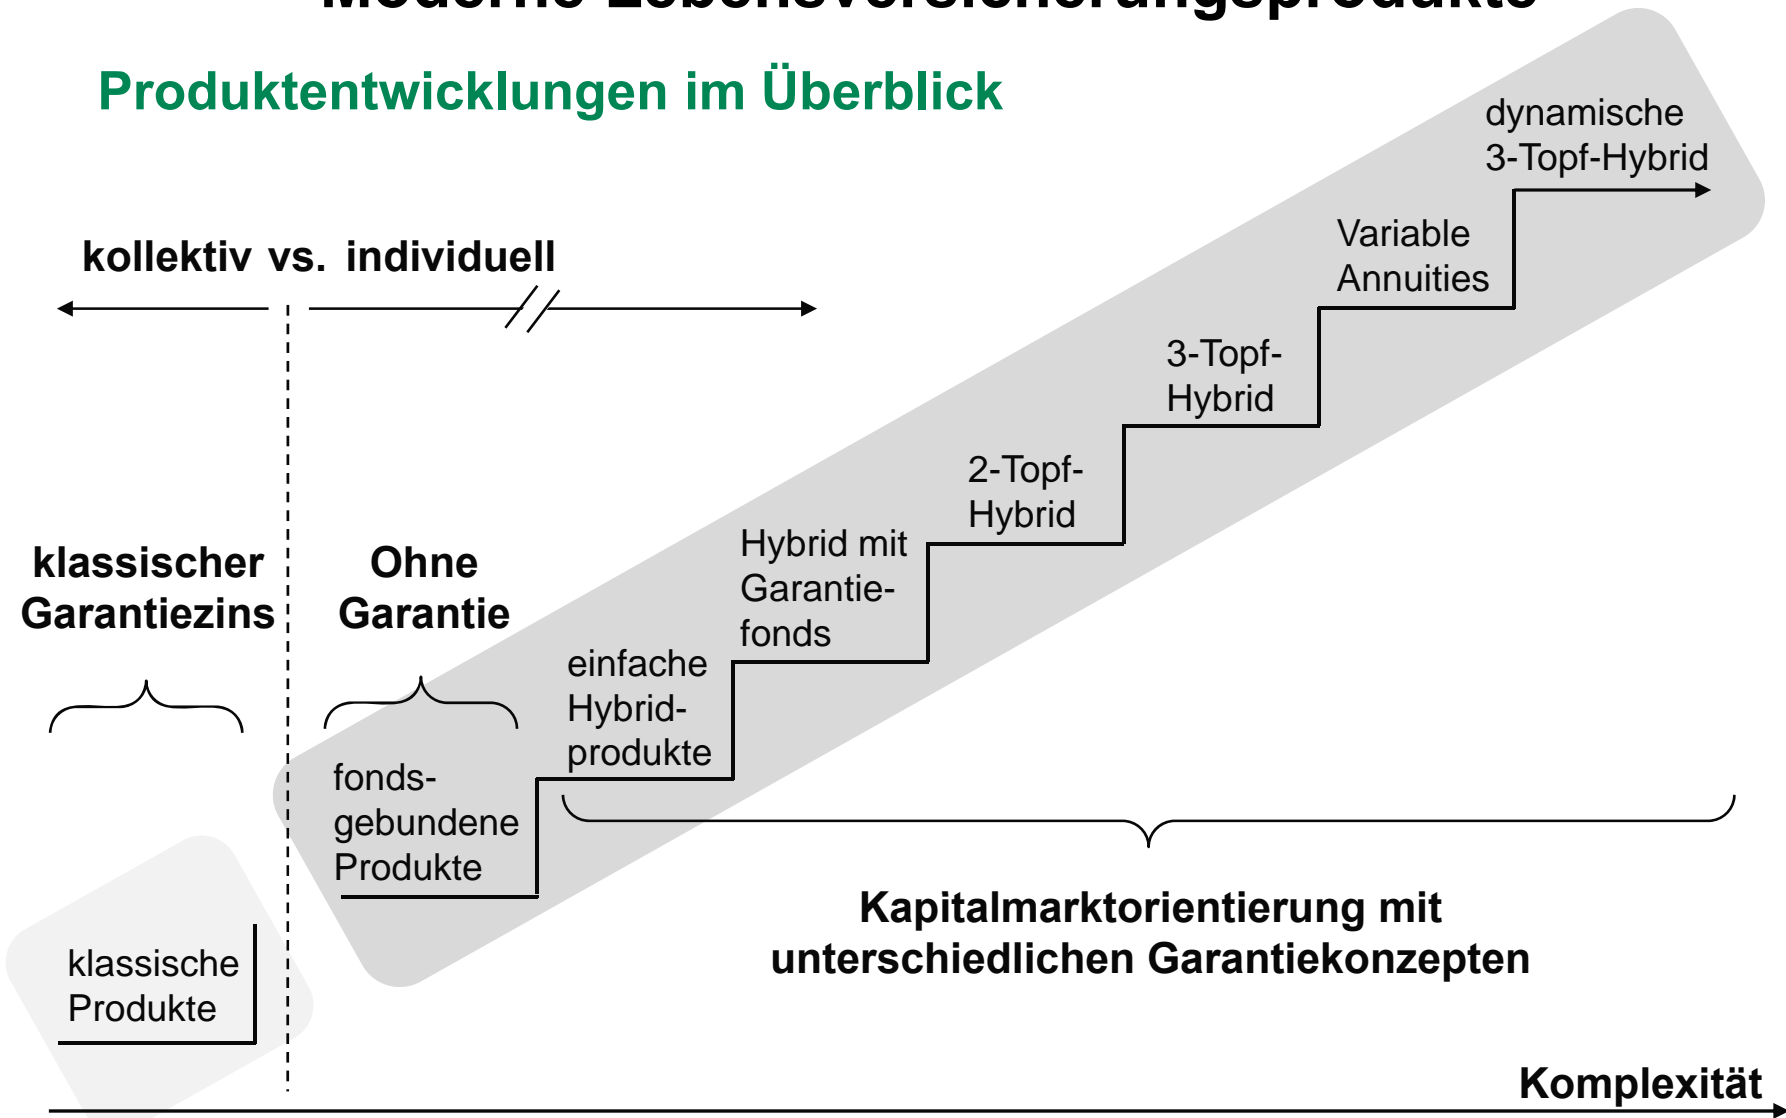 Moderne Lebensversicherungsprodukte
Produktentwicklungen im Überblick
dynamische
3-Topf-Hybrid
Variable
Annuities
kollektiv vs. individuell
3-Topf-
Hybrid
2-Topf-
Hybrid
Hybrid mit
Garantie-
fonds
klassischer
Garantiezins
Ohne
Garantie
einfache
Hybrid-
produkte
fonds-
gebundene
Produkte
Kapitalmarktorientierung mit
unterschiedlichen Garantiekonzepten
klassische
Produkte
Komplexität